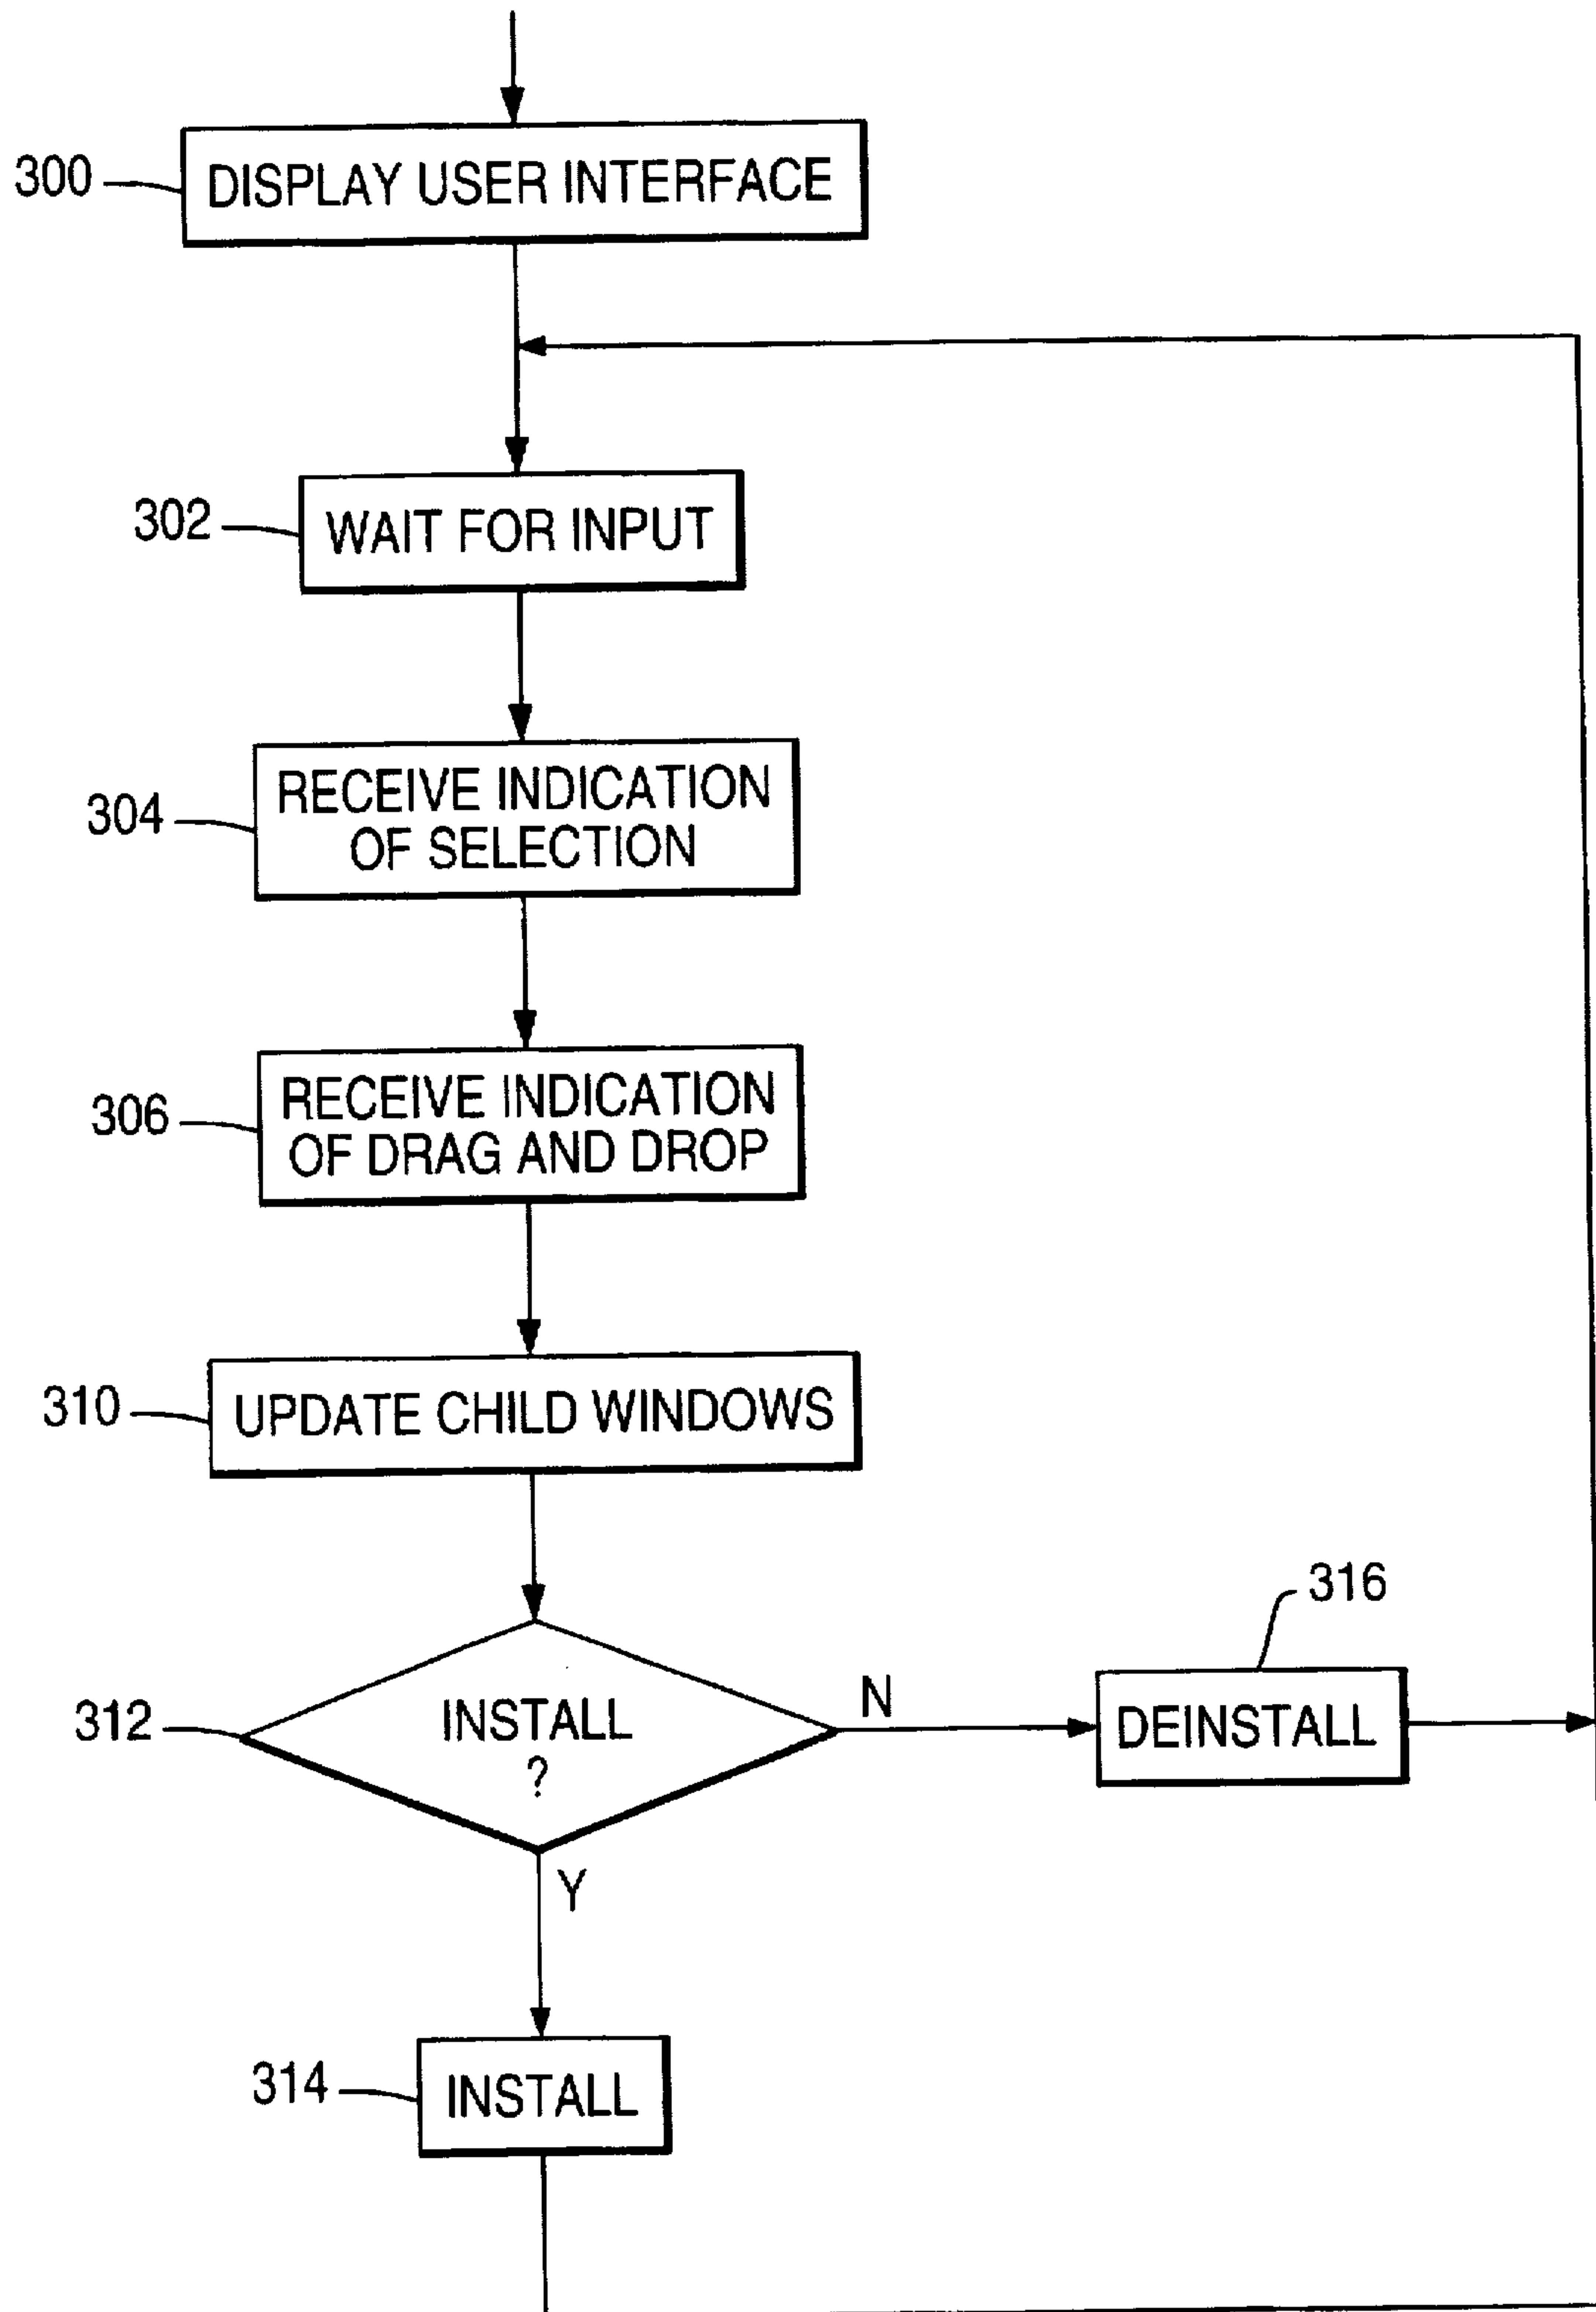 300
DISPLAY USER INTERFACE
302
WAIT FOR INPUT
304
RECEIVE INDICATION
OF SELECTION
306
RECEIVE INDICATION
OF DRAG AND DROP
310
UPDATE CHILD WINDOWS
312
INSTALL
?
N
316
DEINSTALL
Y
314
INSTALL